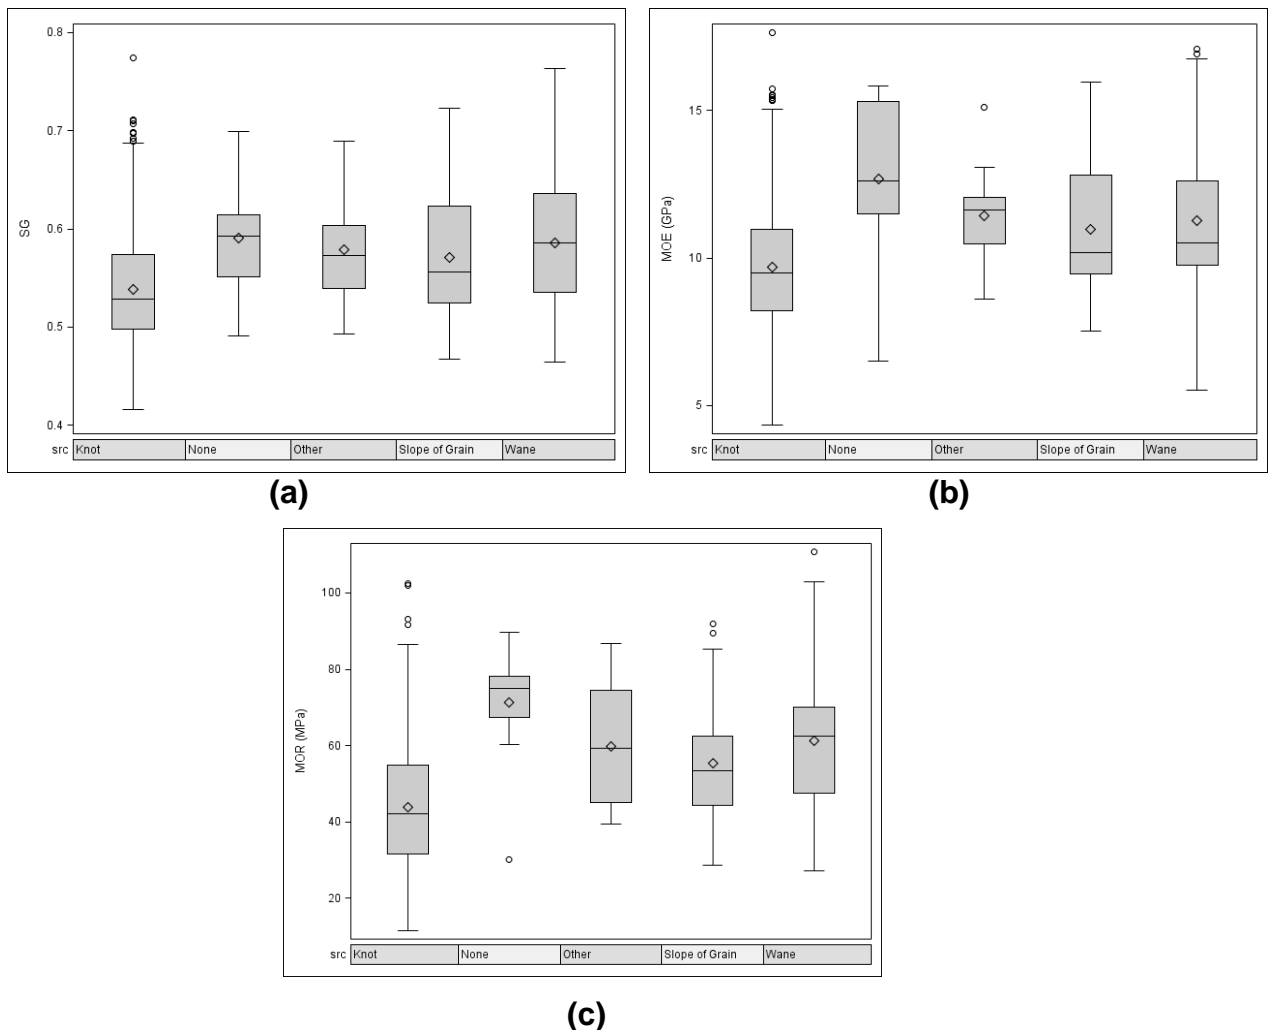 0.8
0.7
0.6
0.5
0.4
SG
src Knot None Other Slope of Grain Wane
(a)
15
10
5
MOE (GPa)
src Knot None Other Slope of Grain Wane
(b)
100
80
60
40
20
MOR (MPa)
src Knot None Other Slope of Grain Wane
(c)